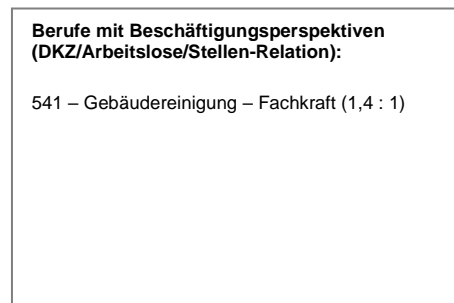 Berufe mit Beschäftigungsperspektiven
(DKZ/Arbeitslose/Stellen-Relation):
541 – Gebäudereinigung – Fachkraft (1,4 : 1)